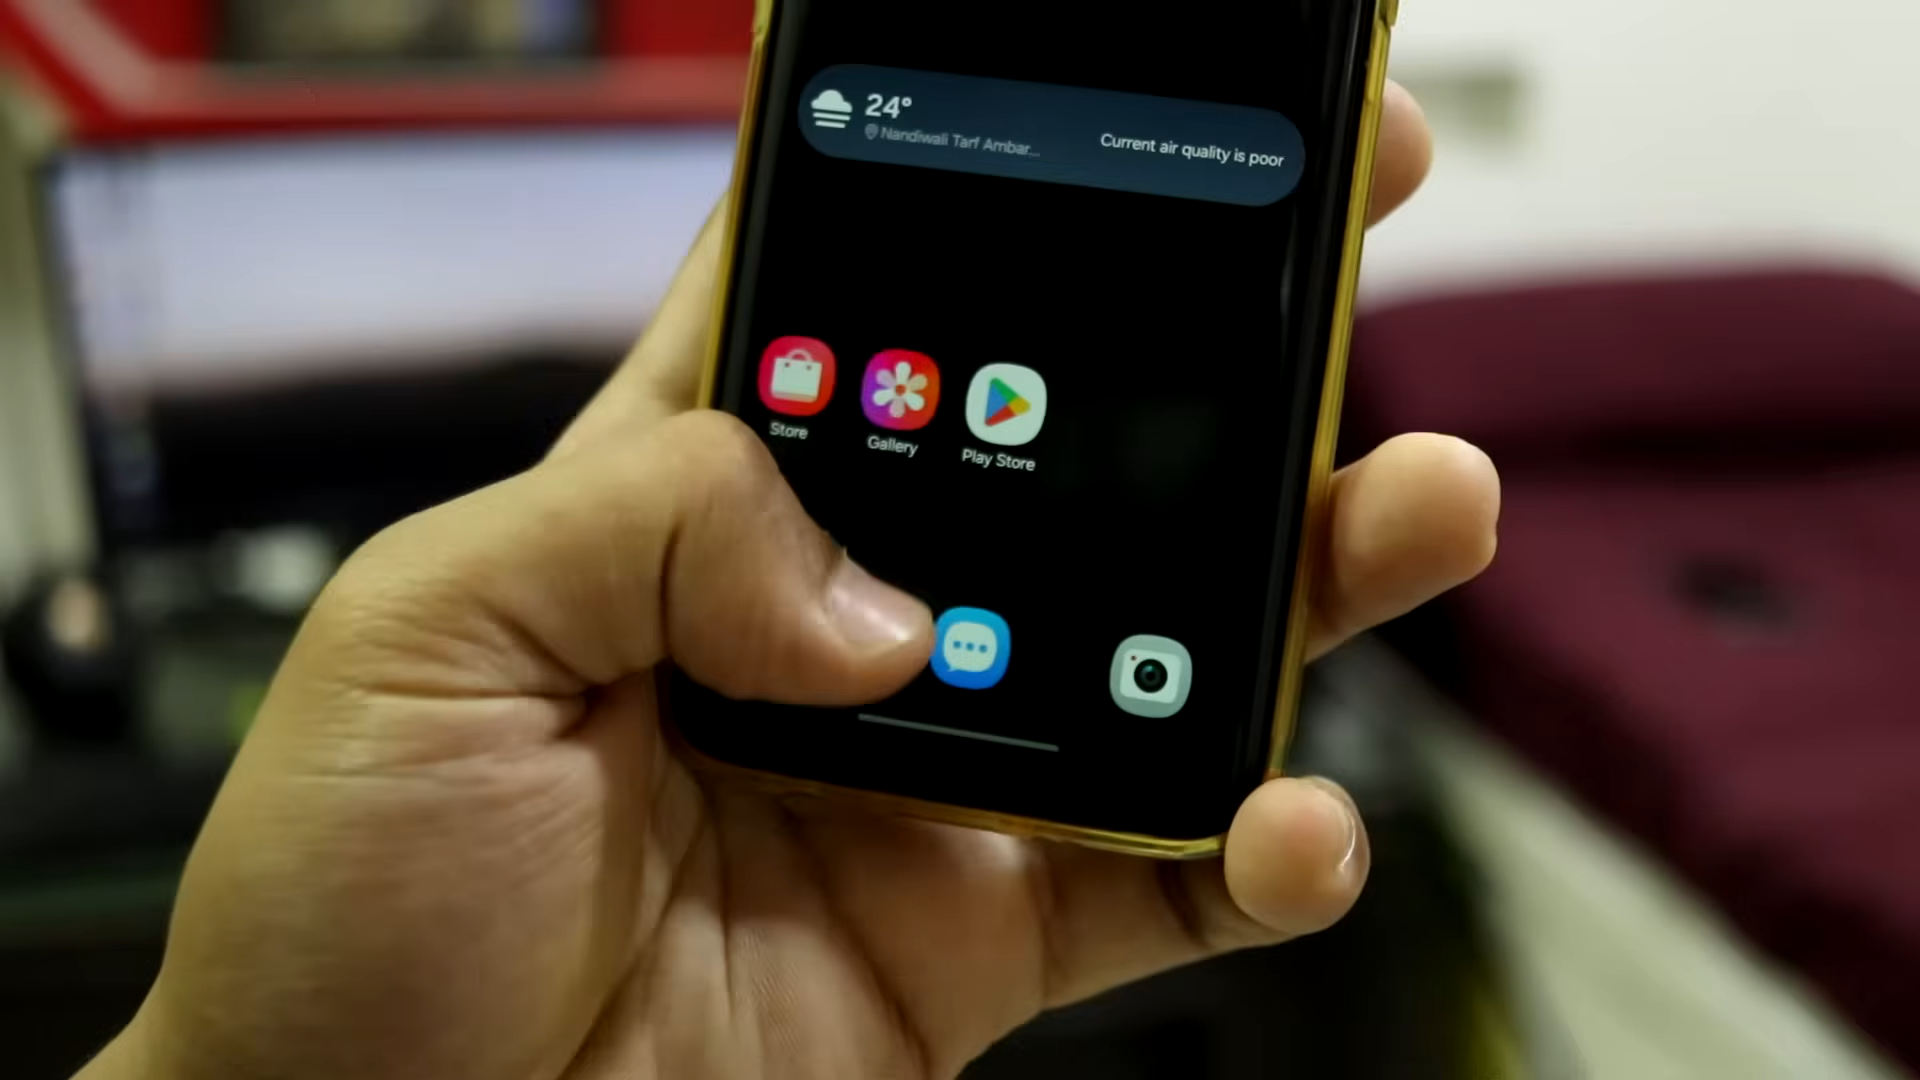 24°
Nandiwali Tarf Ambar...
Current air quality is poor
Store
Gallery
Play Store